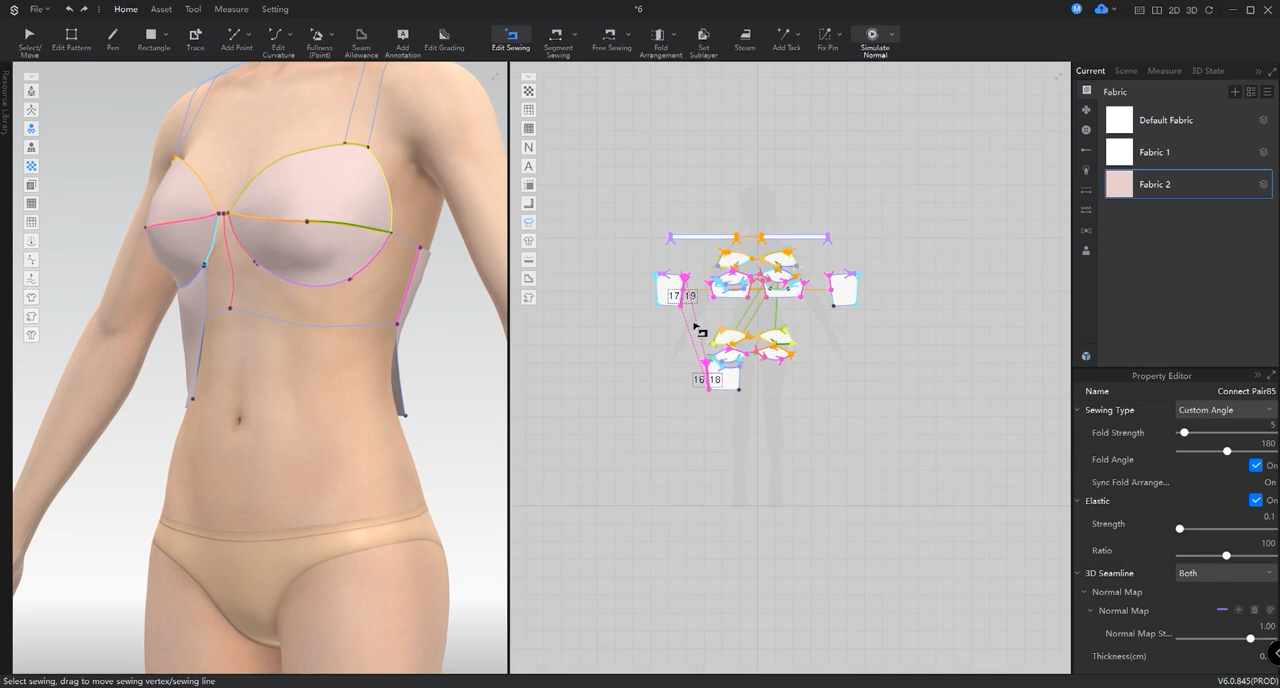 File
Home
Asset
Tool
Measure
Setting
*6
M
2D
3D
Select/
Move
Edit Pattern
Pen
Rectangle
Trace
Add Point
Edit
Curvature
Fullness
(Point)
Seam
Allowance
Add
Annotation
Edit Grading
Edit Sewing
Segment
Sewing
Free Sewing
Fold
Arrangement
Set
Sublayer
Steam
Add Tack
Fix Pin
Simulate
Normal
Resource Library
N
A
17 19
16 18
Current
Scene
Measure
3D State
Fabric
Default Fabric
Fabric 1
Fabric 2
Property Editor
Name
Connect Pair85
Sewing Type
Custom Angle
Fold Strength
5
Fold Angle
180
On
Sync Fold Arrange...
On
Elastic
On
Strength
0.1
Ratio
100
3D Seamline
Both
Normal Map
Normal Map
Normal Map St...
1.00
Thickness(cm)
0.
Select sewing, drag to move sewing vertex/sewing line
V6.0.845(PROD)